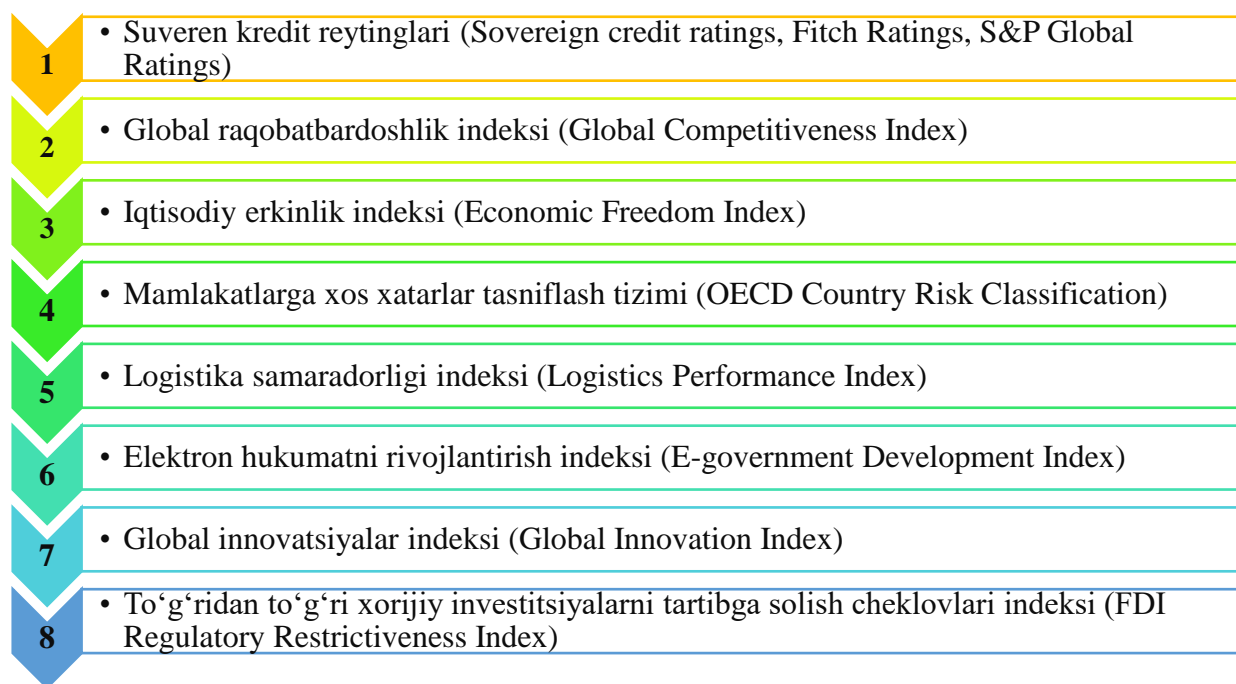 1
• Suveren kredit reytinglari (Sovereign credit ratings, Fitch Ratings, S&P Global
Ratings)
2
• Global raqobatbardoshlik indeksi (Global Competitiveness Index)
3
• Iqtisodiy erkinlik indeksi (Economic Freedom Index)
4
• Mamlakatlarga xos xatarlar tasniflash tizimi (OECD Country Risk Classification)
5
• Logistika samaradorligi indeksi (Logistics Performance Index)
6
• Elektron hukumatni rivojlantirish indeksi (E-government Development Index)
7
• Global innovatsiyalar indeksi (Global Innovation Index)
8
• To‘g‘ridan to‘g‘ri xorijiy investitsiyalarni tartibga solish cheklovlari indeksi (FDI
Regulatory Restrictiveness Index)